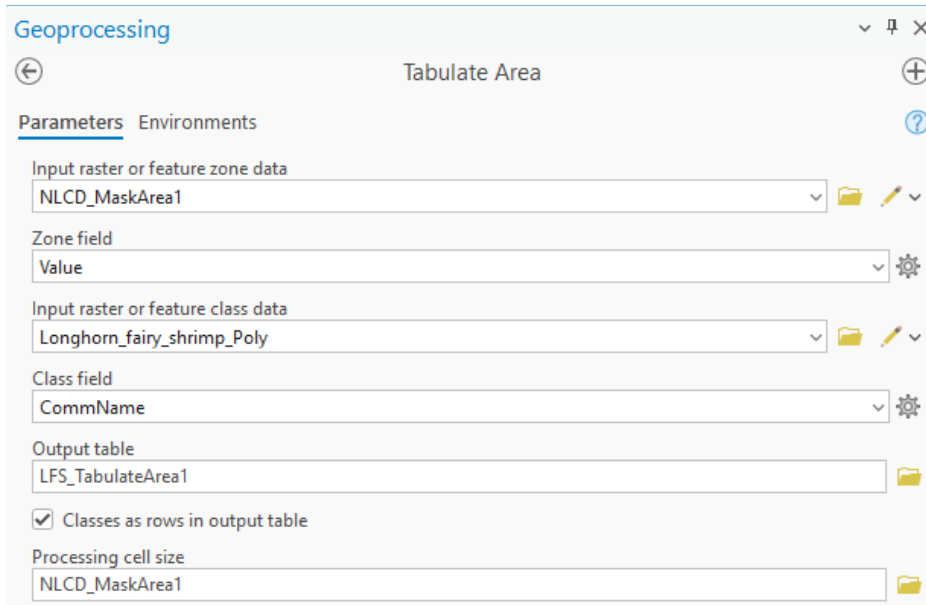 Geoprocessing
Tabulate Area
Parameters Environments
Input raster or feature zone data
NLCD_MaskArea1
Zone field
Value
Input raster or feature class data
Longhorn_fairy_shrimp_Poly
Class field
CommName
Output table
LFS_TabulateArea1
Classes as rows in output table
Processing cell size
NLCD_MaskArea1